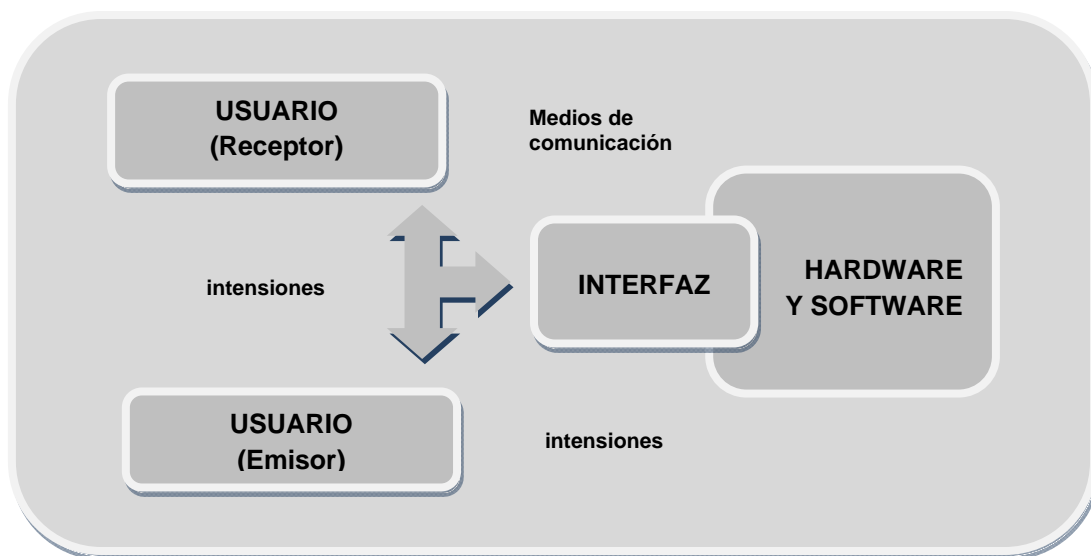 USUARIO
(Receptor)
Medios de
comunicación
intensiones
INTERFAZ
HARDWARE
Y SOFTWARE
USUARIO
(Emisor)
intensiones